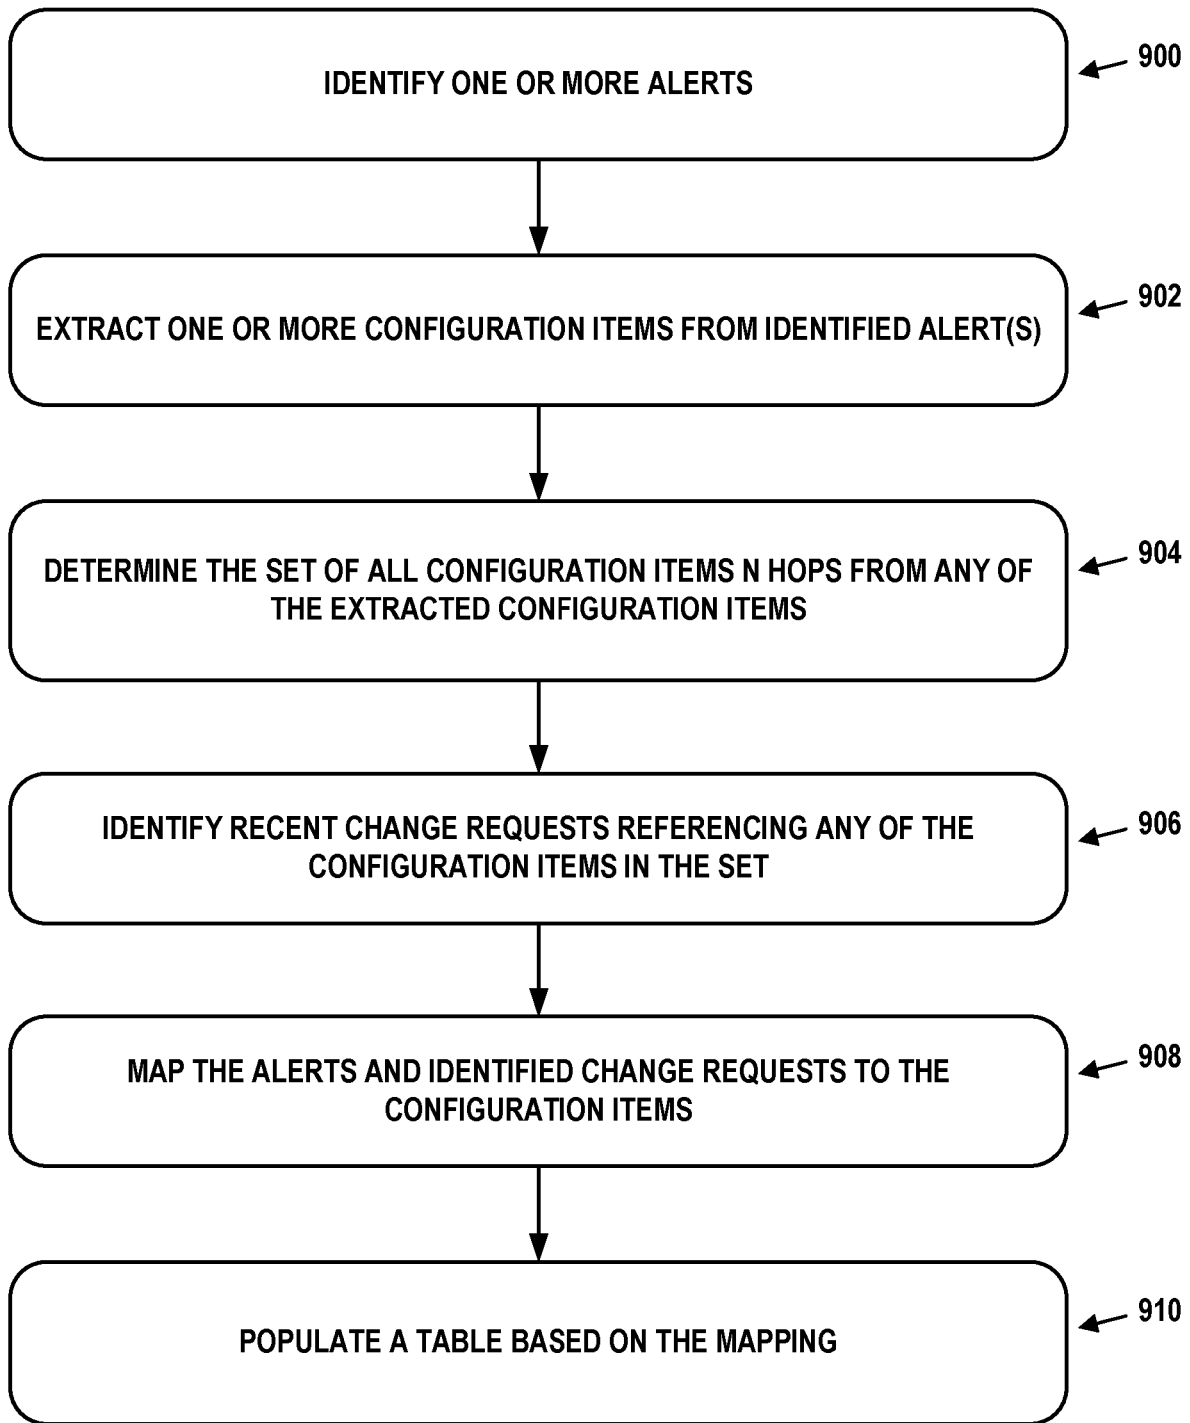 IDENTIFY ONE OR MORE ALERTS
900
EXTRACT ONE OR MORE CONFIGURATION ITEMS FROM IDENTIFIED ALERT(S)
902
DETERMINE THE SET OF ALL CONFIGURATION ITEMS N HOPS FROM ANY OF
THE EXTRACTED CONFIGURATION ITEMS
904
IDENTIFY RECENT CHANGE REQUESTS REFERENCING ANY OF THE
CONFIGURATION ITEMS IN THE SET
906
MAP THE ALERTS AND IDENTIFIED CHANGE REQUESTS TO THE
CONFIGURATION ITEMS
908
POPULATE A TABLE BASED ON THE MAPPING
910